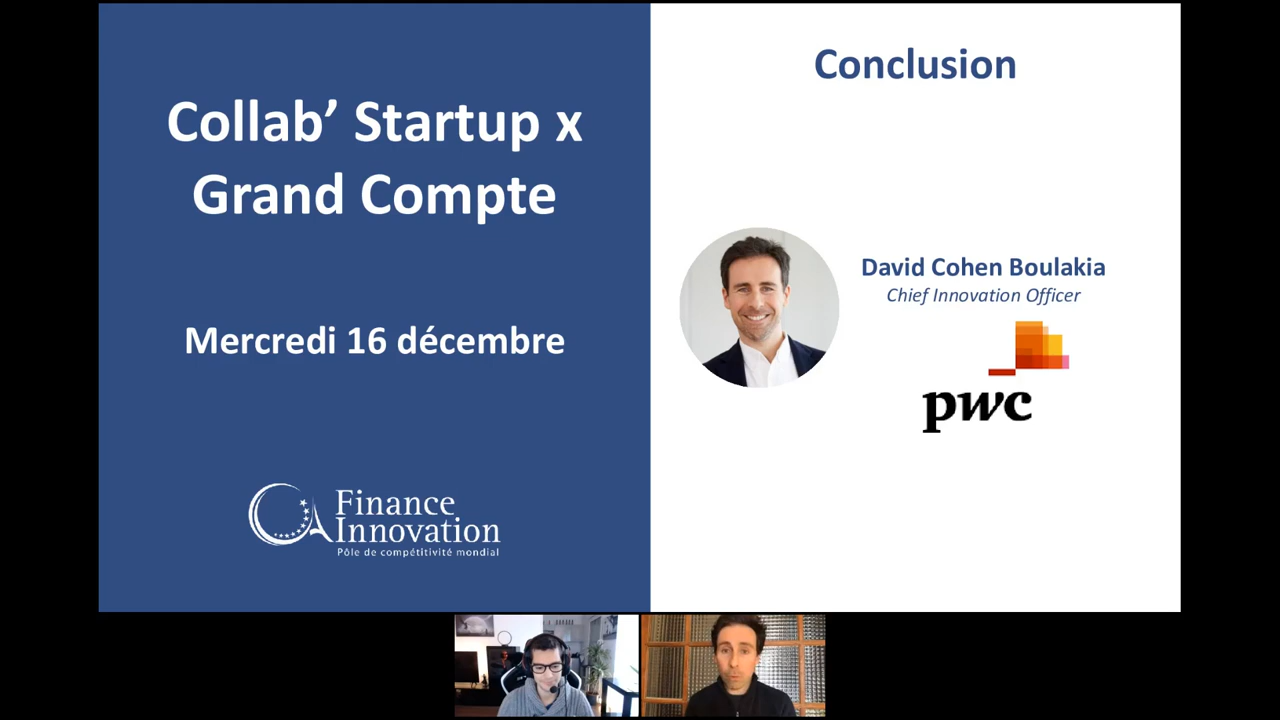 Collab’ Startup x
Grand Compte
Mercredi 16 décembre
Finance
Innovation
Pôle de compétitivité mondial
Conclusion
David Cohen Boulakia
Chief Innovation Officer
pwc